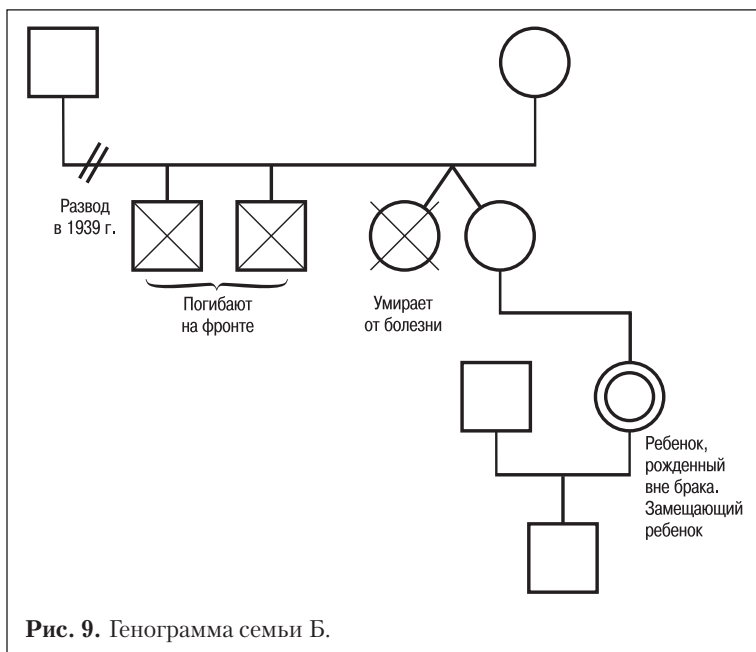 Развод
в 1939 г.
Погибают
на фронте
Умирает
от болезни
Ребенок,
рожденный
вне брака.
Замещающий
ребенок
Рис. 9. Генограмма семьи Б.